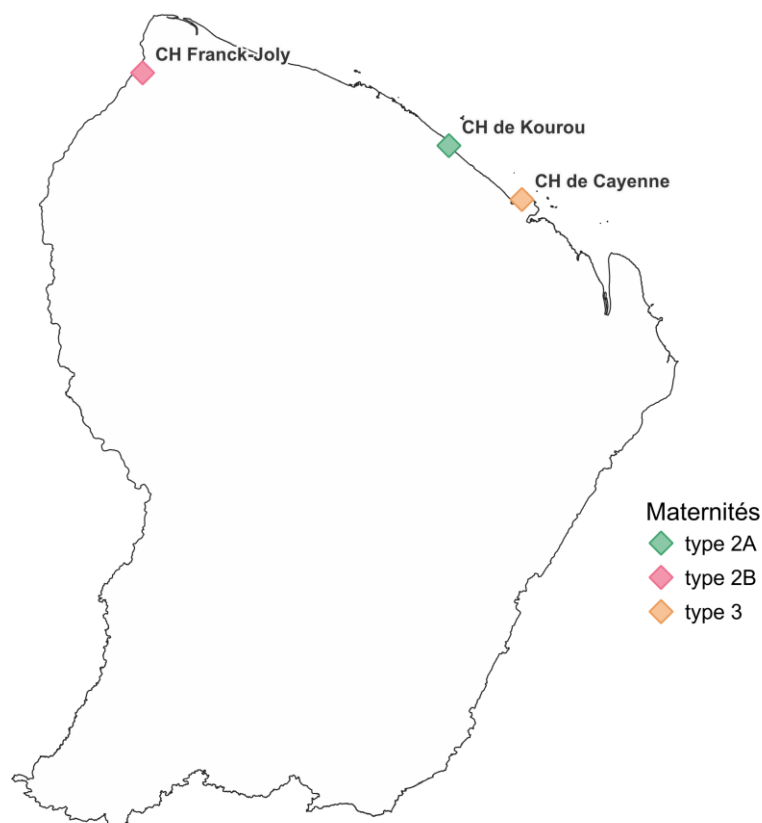 CH Franck-Joly
CH de Kourou
CH de Cayenne
Maternités
type 2A
type 2B
type 3